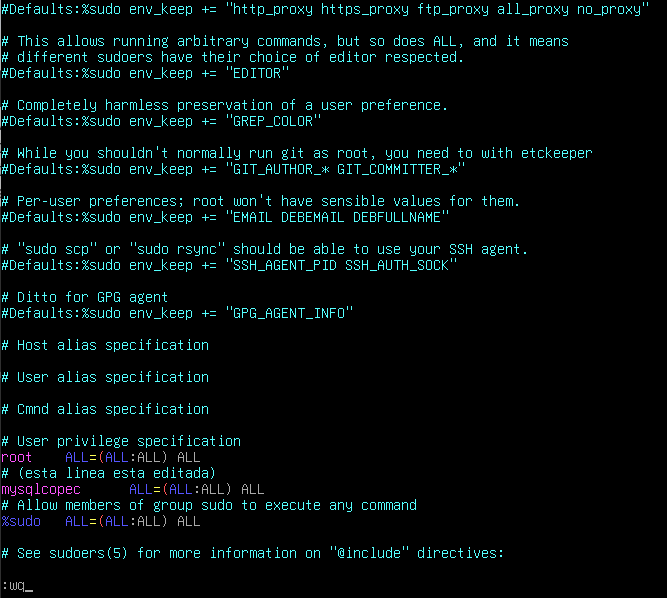 #Defaults:%sudo env_keep += "http_proxy https_proxy ftp_proxy all_proxy no_proxy"
# This allows running arbitrary commands, but so does ALL, and it means
# different sudoers have their choice of editor respected.
#Defaults:%sudo env_keep += "EDITOR"
# Completely harmless preservation of a user preference.
#Defaults:%sudo env_keep += "GREP_COLOR"
# While you shouldn't normally run git as root, you need to with etckeeper
#Defaults:%sudo env_keep += "GIT_AUTHOR_* GIT_COMMITTER_*"
# Per-user preferences; root won't have sensible values for them.
#Defaults:%sudo env_keep += "EMAIL DEBEMAIL DEBFULLNAME"
# "sudo scp" or "sudo rsync" should be able to use your SSH agent.
#Defaults:%sudo env_keep += "SSH_AGENT_PID SSH_AUTH_SOCK"
# Ditto for GPG agent
#Defaults:%sudo env_keep += "GPG_AGENT_INFO"
# Host alias specification
# User alias specification
# Cmnd alias specification
# User privilege specification
root    ALL=(ALL:ALL) ALL
# (esta linea esta editada)
mysqlcopec      ALL=(ALL:ALL) ALL
# Allow members of group sudo to execute any command
%sudo   ALL=(ALL:ALL) ALL
# See sudoers(5) for more information on "@include" directives:
:wq_